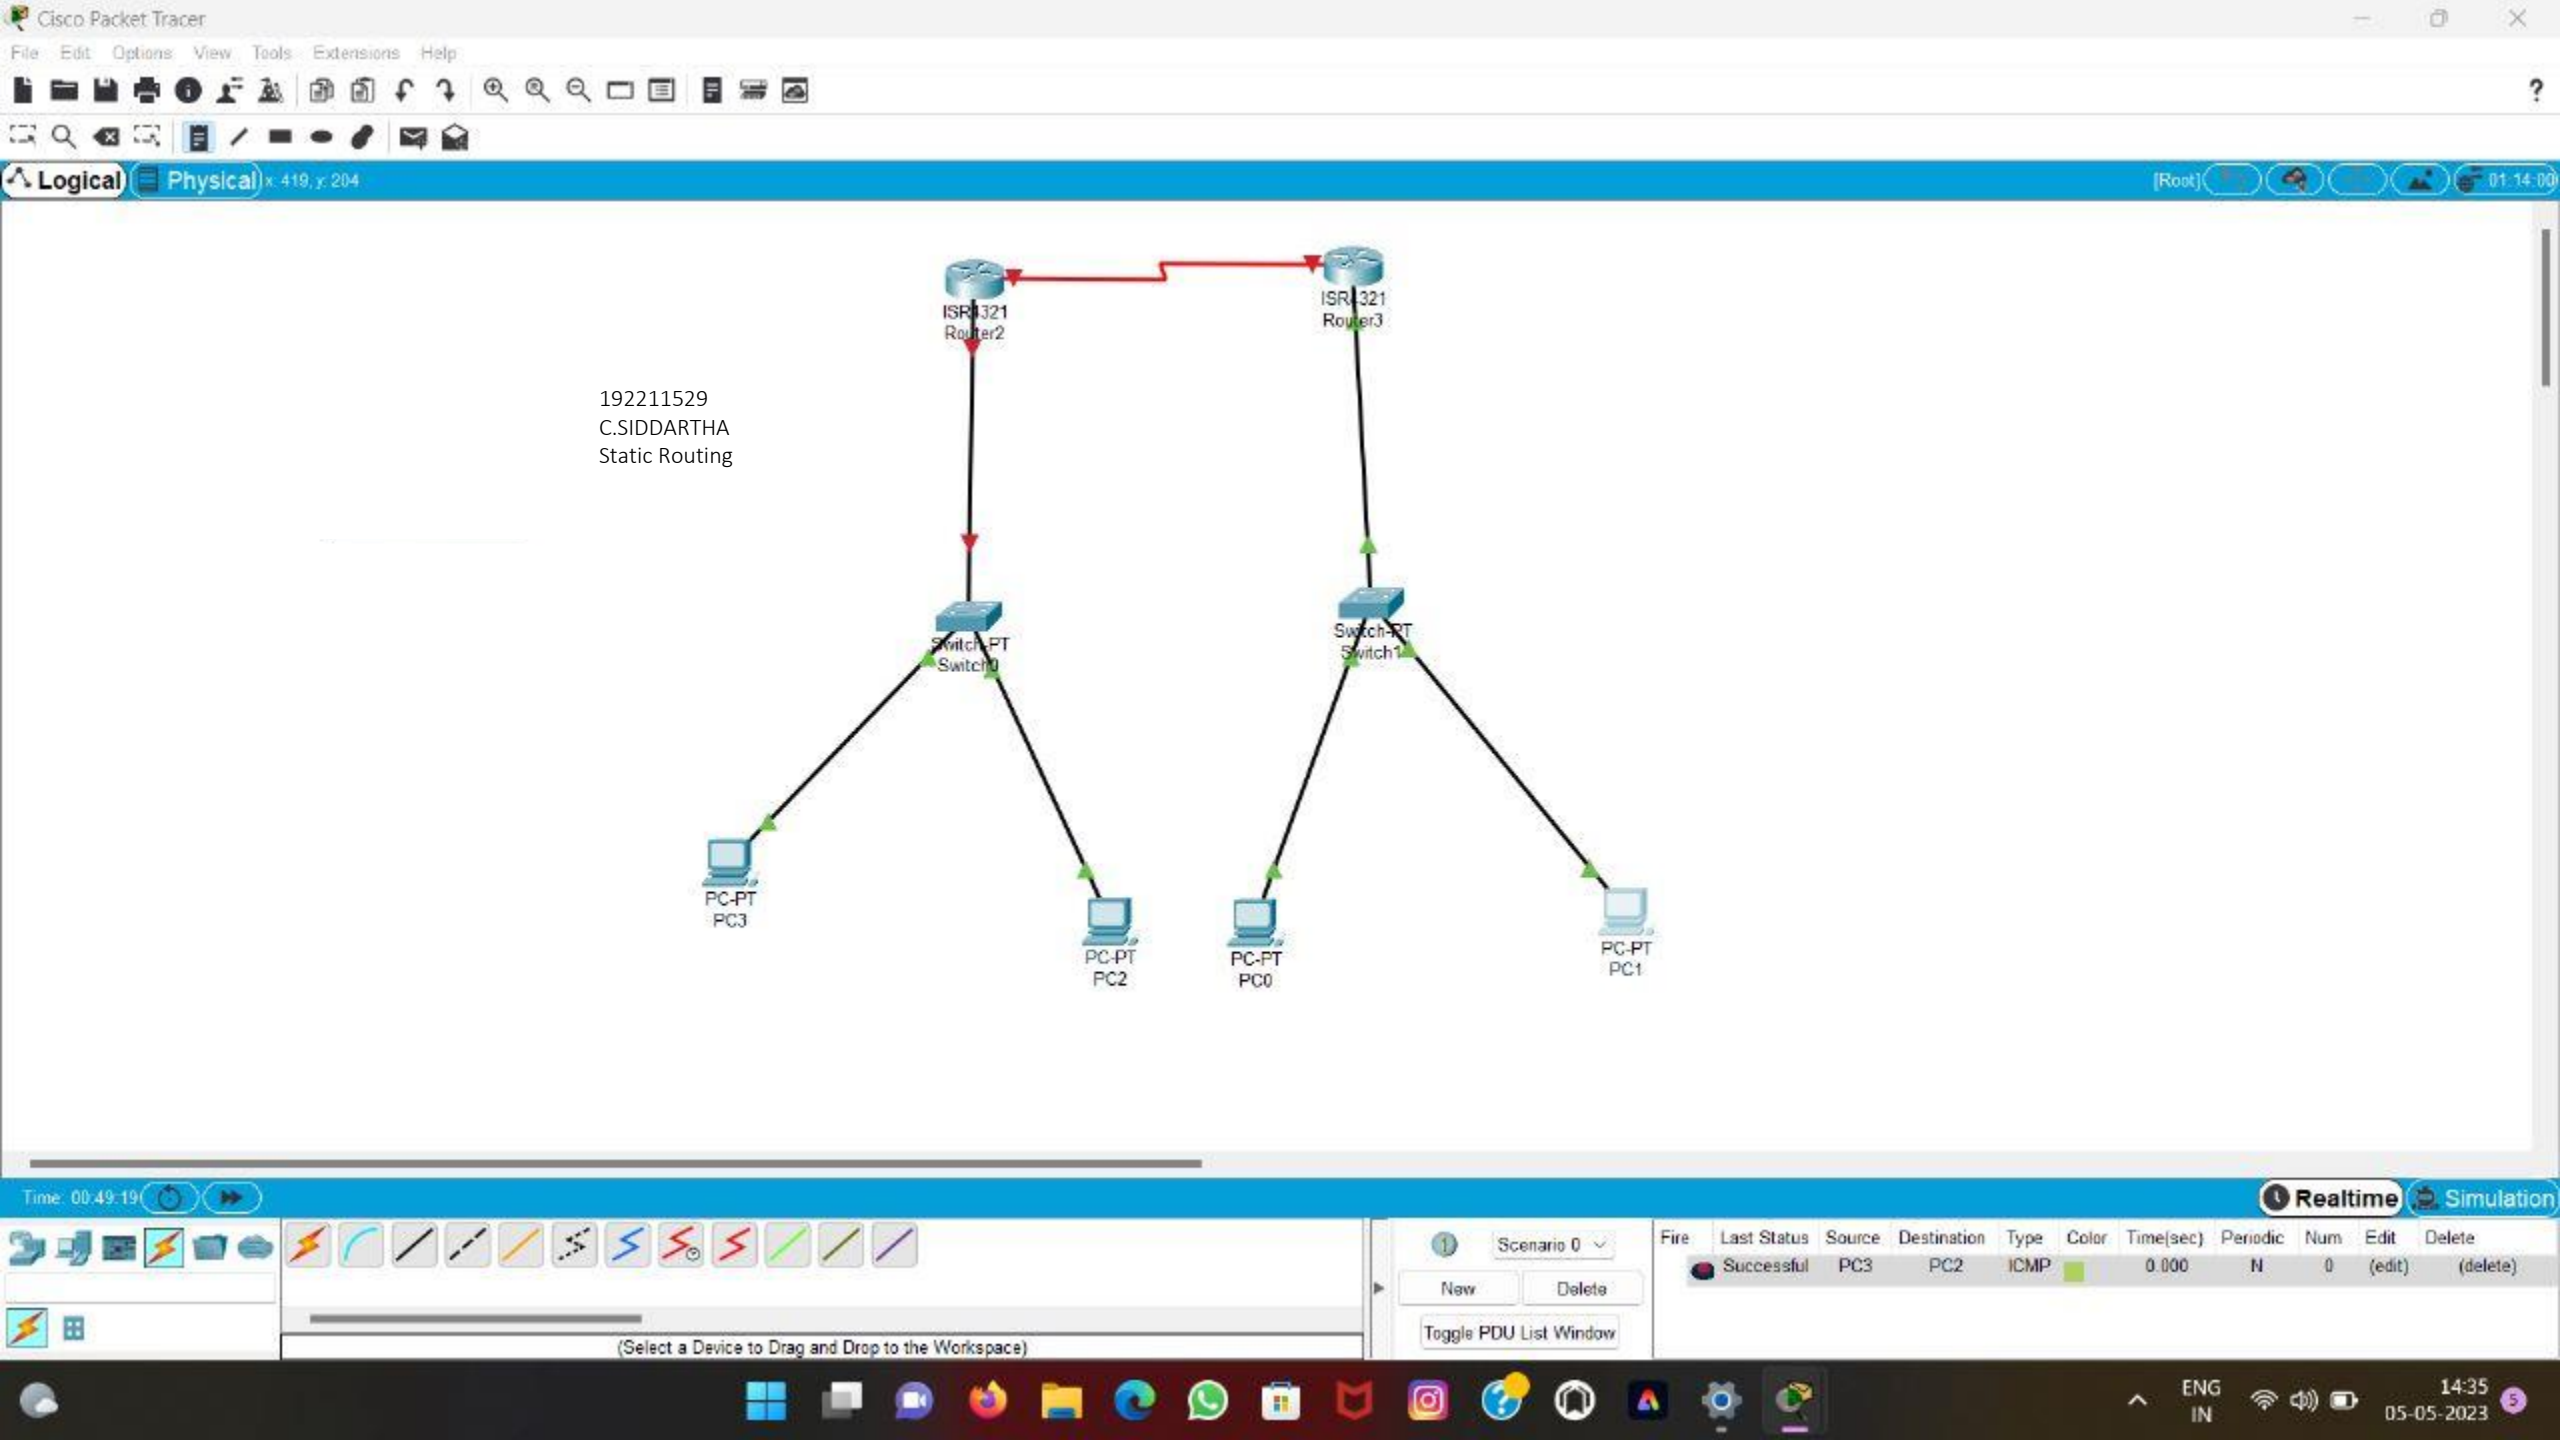 Cisco Packet Tracer
File Edit Options View Tools Extensions Help
?
Logical Physical x: 419, y: 204 [Root] 01:14:00
ISR4321
Router2
ISR4321
Router3
192211529
C.SIDDARTHA
Static Routing
Switch-PT
Switch0
Switch-PT
Switch1
PC-PT
PC3
PC-PT
PC2
PC-PT
PC0
PC-PT
PC1
Time: 00:49:19 Realtime Simulation
Scenario 0
New Delete
Toggle PDU List Window
Fire Last Status Source Destination Type Color Time(sec) Periodic Num Edit Delete
Successful PC3 PC2 ICMP 0.000 N 0 (edit) (delete)
(Select a Device to Drag and Drop to the Workspace)
ENG
IN
14:35
05-05-2023
5